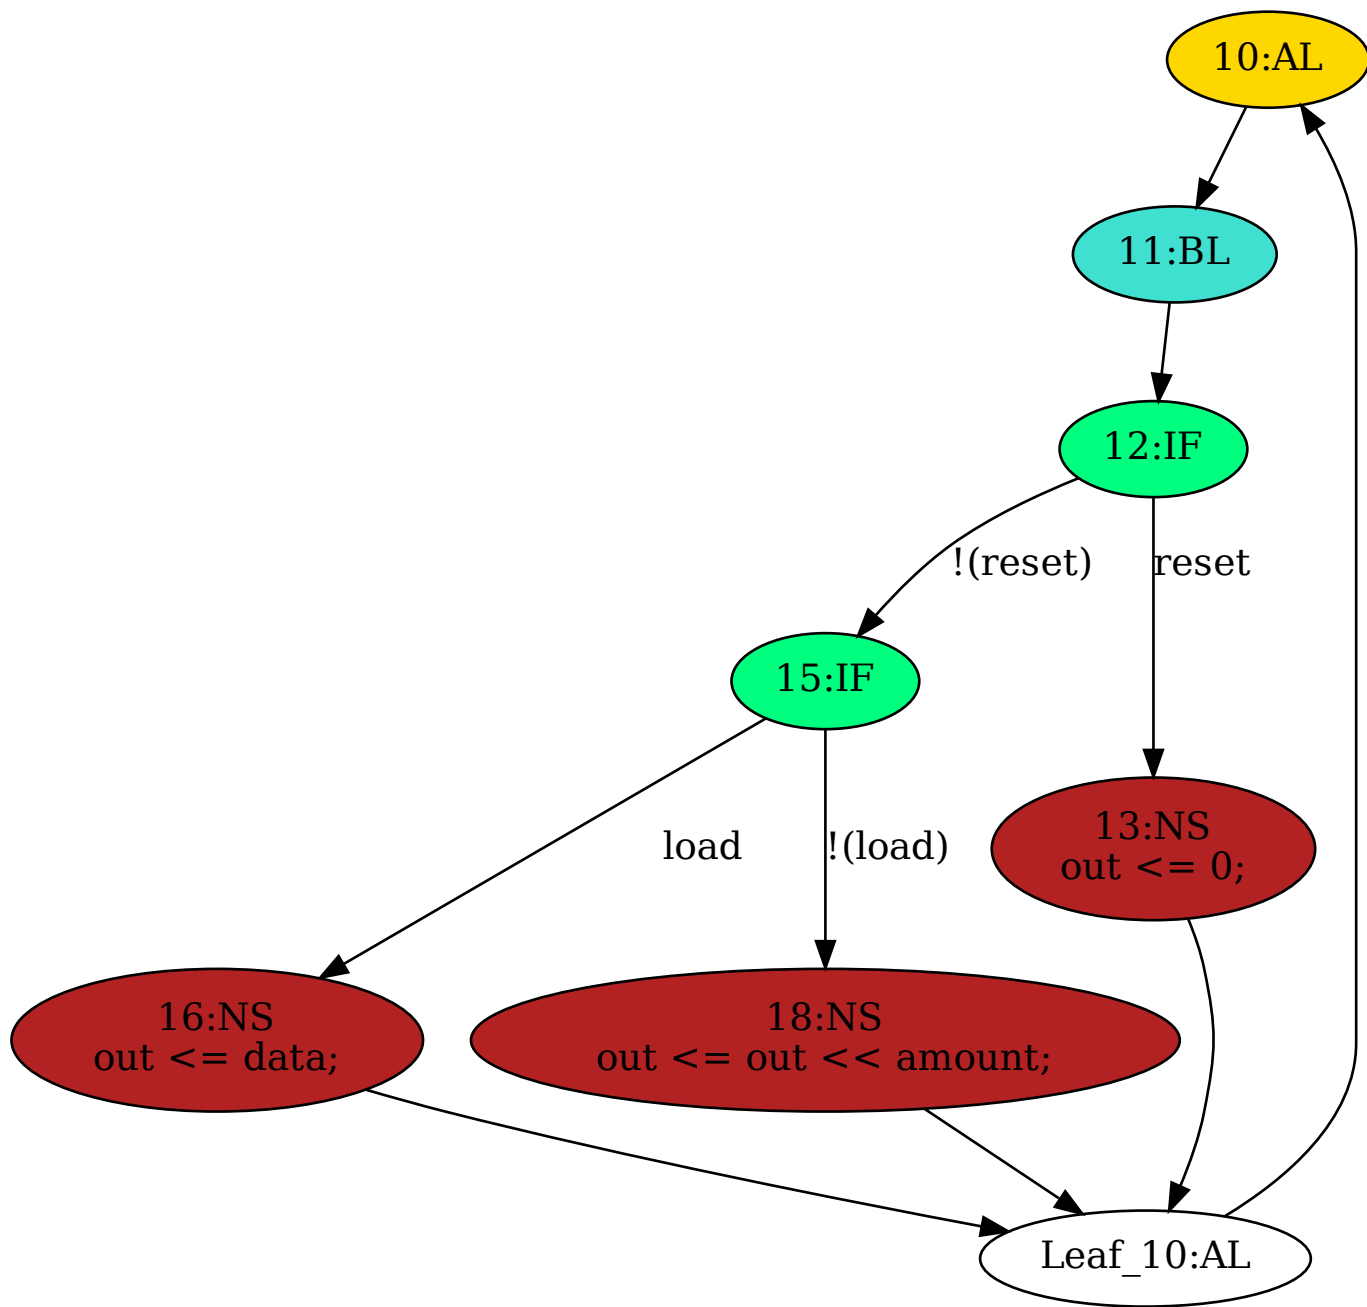 10:AL
11:BL
12:IF
!(reset)
reset
15:IF
load
!(load)
13:NS
out <= 0;
16:NS
out <= data;
18:NS
out <= out << amount;
Leaf_10:AL